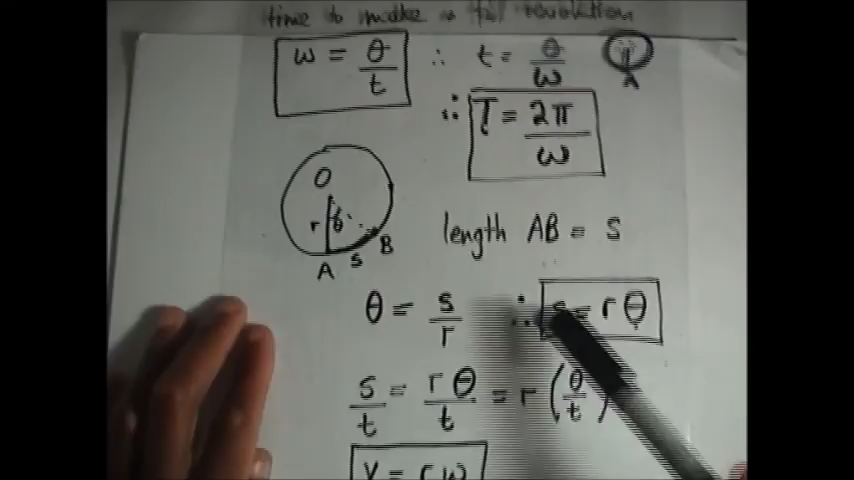 time to make a full revolution
ω = θ/t ∴ t = θ/ω A
∴ T = 2π/ω
O
r θ
A s B
length AB = s
θ = s/r ∴ s = rθ
s/t = rθ/t = r(θ/t)
v = rω